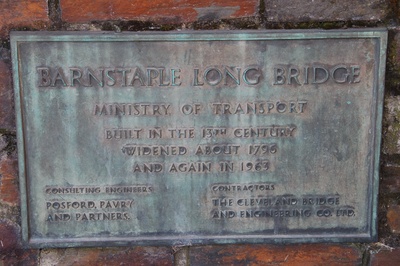 BARNSTAPLE LONG BRIDGE
MINISTRY OF TRANSPORT
BUILT IN THE 13TH CENTURY
WIDENED ABOUT 1796
AND AGAIN IN 1963
CONSULTING ENGINEERS
POSFORD, PAVRY
AND PARTNERS.
CONTRACTORS
THE CLEVELAND BRIDGE
AND ENGINEERING CO. LTD.